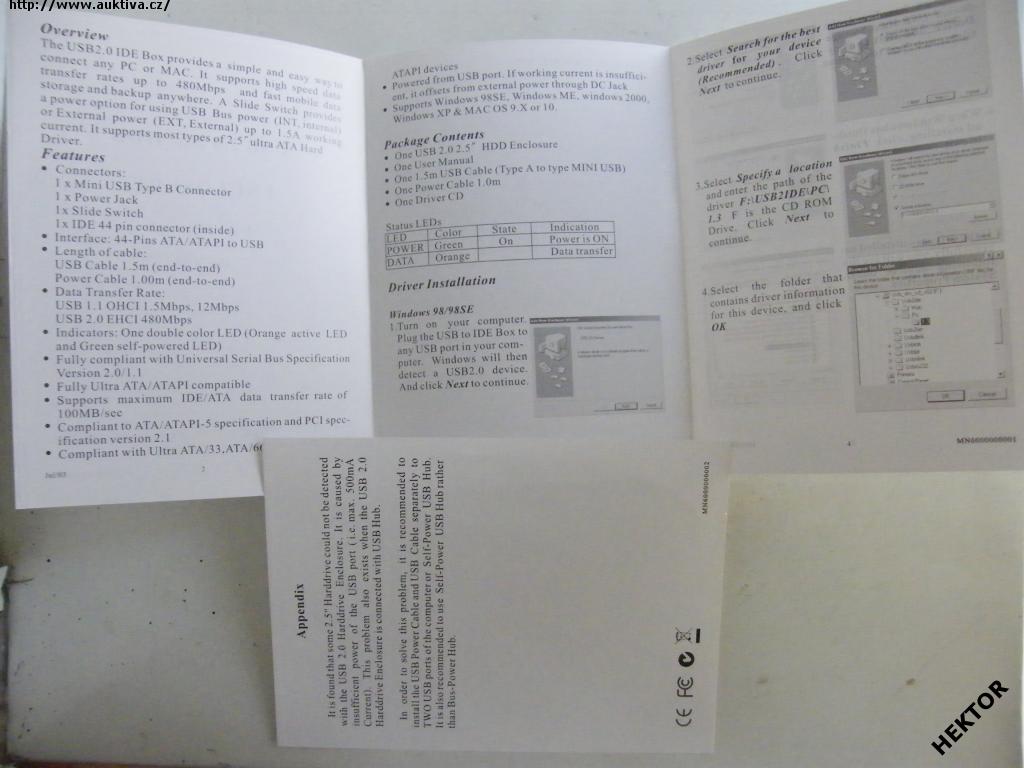 http://www.auktiva.cz/
Overview
The USB2.0 IDE Box provides a simple and easy way to
connect any PC or MAC. It supports high speed data
transfer rates up to 480Mbps and fast mobile data
storage and backup anywhere. A Slide Switch provides
a power option for using USB Bus power (INT, internal)
or External power (EXT, External) up to 1.5A working
current. It supports most types of 2.5" ultra ATA Hard
Driver.
Features
• Connectors:
1 x Mini USB Type B Connector
1 x Power Jack
1x Slide Switch
1x IDE 44 pin connector (inside)
• Interface: 44-Pins ATA/ATAPI to USB
• Length of cable:
USB Cable 1.5m (end-to-end)
Power Cable 1.00m (end-to-end)
• Data Transfer Rate:
USB 1.1 OHCI 1.5Mbps, 12Mbps
USB 2.0 EHCI 480Mbps
• Indicators: One double color LED (Orange active LED
and Green self-powered LED)
• Fully compliant with Universal Serial Bus Specification
Version 2.0/1.1
• Fully Ultra ATA/ATAPI compatible
• Supports maximum IDE/ATA data transfer rate of
100MB/sec
• Compliant to ATA/ATAPI-5 specification and PCI spec-
ification version 2.1
• Compliant with Ultra ATA/33,ATA/66
2
ATAPI devices
• Powered from USB port. If working current is insuffici-
ent, it offsets from external power through DC Jack
• Supports Windows 98SE, Windows ME, windows 2000,
Windows XP & MAC OS 9.X or 10.
Package Contents
• One USB 2.0 2.5" HDD Enclosure
• One User Manual
• One 1.5m USB Cable (Type A to type MINI USB)
• One Power Cable 1.0m
• One Driver CD
Status LEDs
LED Color State Indication
POWER Green On Power is ON
DATA Orange Data transfer
Driver Installation
Windows 98/98SE
1.Turn on your computer.
Plug the USB to IDE Box to
any USB port in your com-
puter. Windows will then
detect a USB2.0 device.
And click Next to continue.
2.Select Search for the best
driver for your device
(Recommended) . Click
Next to continue.
3.Select Specify a location
and enter the path of the
driver F:\USB2IDE\PC\
1.3 F is the CD ROM
Drive. Click Next to
continue.
Browse for Folder
4.Select the folder that
contains driver information
for this device, and click
OK
OK Cancel
4
MN6000000001
Appendix
It is found that some 2.5" Harddrive could not be detected
with the USB 2.0 Harddrive Enclosure. It is caused by
insufficient power of the USB port ( i.e. max. 500mA
Current). This problem also exists when the USB 2.0
Harddrive Enclosure is connected with USB Hub.
In order to solve this problem, it is recommended to
install the USB Power Cable and USB Cable separately to
TWO USB ports of the computer or Self-Power USB Hub.
It is also recommended to use Self-Power USB Hub rather
than Bus-Power Hub.
CE FC
MN6000000002
HEKTOR